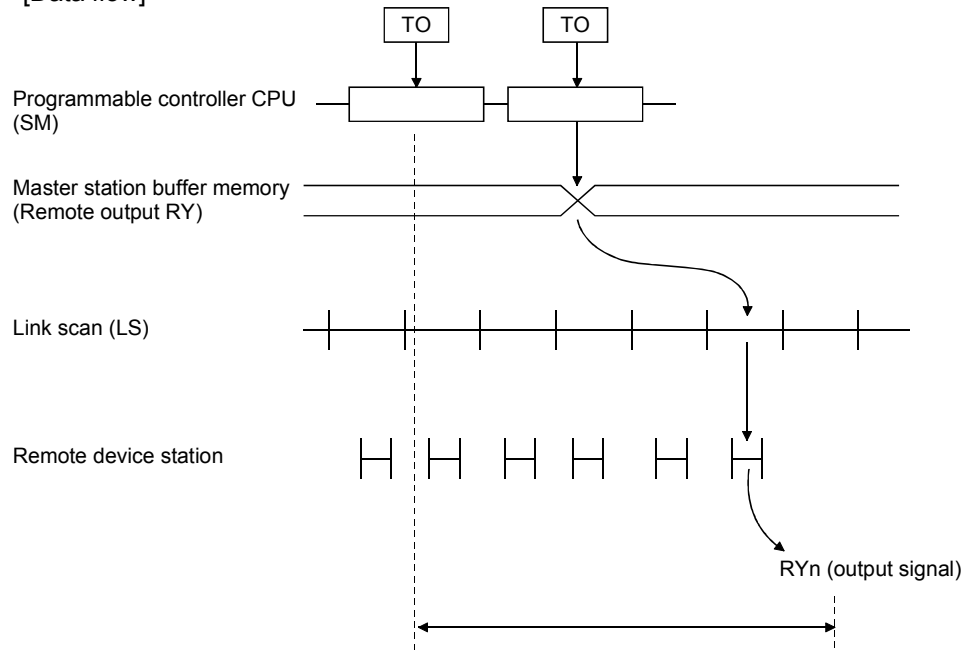 [Data flow]
TO TO
Programmable controller CPU
(SM)
Master station buffer memory
(Remote output RY)
Link scan (LS)
Remote device station
RYn (output signal)